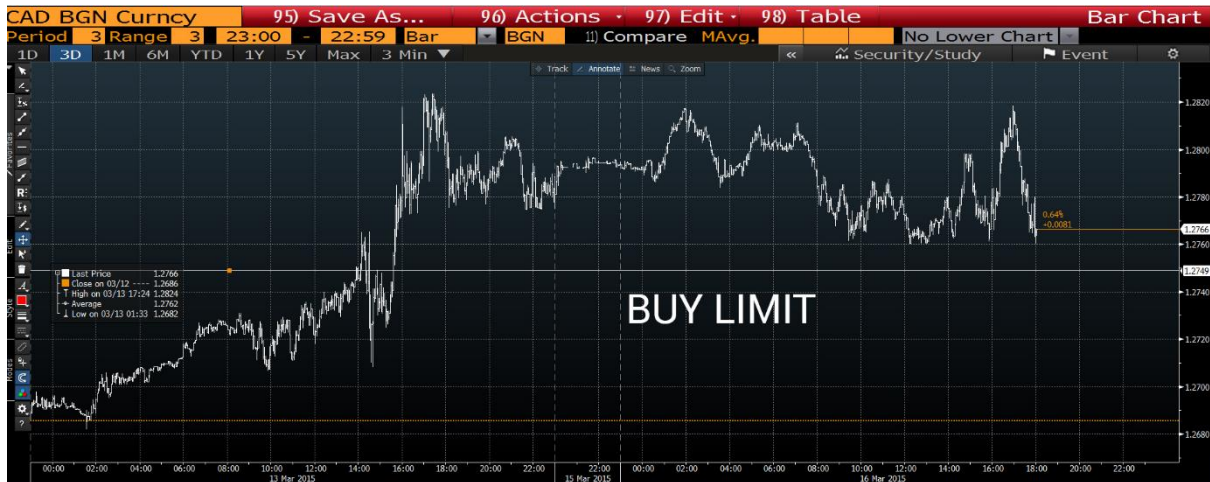 CAD BGN Curncy 95) Save As... 96) Actions 97) Edit 98) Table Bar Chart
Period 3 Range 3 23:00 - 22:59 Bar BGN 11) Compare MAvg. No Lower Chart
1D 3D 1M 6M YTD 1Y 5Y Max 3 Min ▼ « Security/Study Event
Track Annotate News Zoom
Favorites
Edit
Style
Modes
1.2820
1.2800
1.2780
0.64%
+0.0081
1.2766
1.2760
1.2749
Last Price 1.2766
Close on 03/12 ---- 1.2686
High on 03/13 17:24 1.2824
Average 1.2762
Low on 03/13 01:33 1.2682
BUY LIMIT
1.2740
1.2720
1.2700
1.2680
00:00 02:00 04:00 06:00 08:00 10:00 12:00 14:00 16:00 18:00 20:00 22:00 22:00 00:00 02:00 04:00 06:00 08:00 10:00 12:00 14:00 16:00 18:00 20:00 22:00
13 Mar 2015 15 Mar 2015 16 Mar 2015